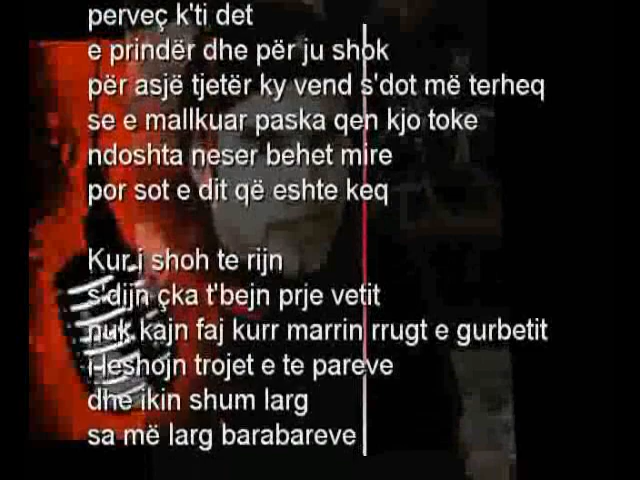 perveç k'ti det
e prindër dhe për ju shok
për asjë tjetër ky vend s'dot më terheq
se e mallkuar paska qen kjo toke
ndoshta neser behet mire
por sot e dit që eshte keq
Kur i shoh te rijn
s'dijn çka t'bejn prje vetit
nuk kajn faj kurr marrin rrugt e gurbetit
i leshojn trojet e te pareve
dhe ikin shum larg
sa më larg barabareve